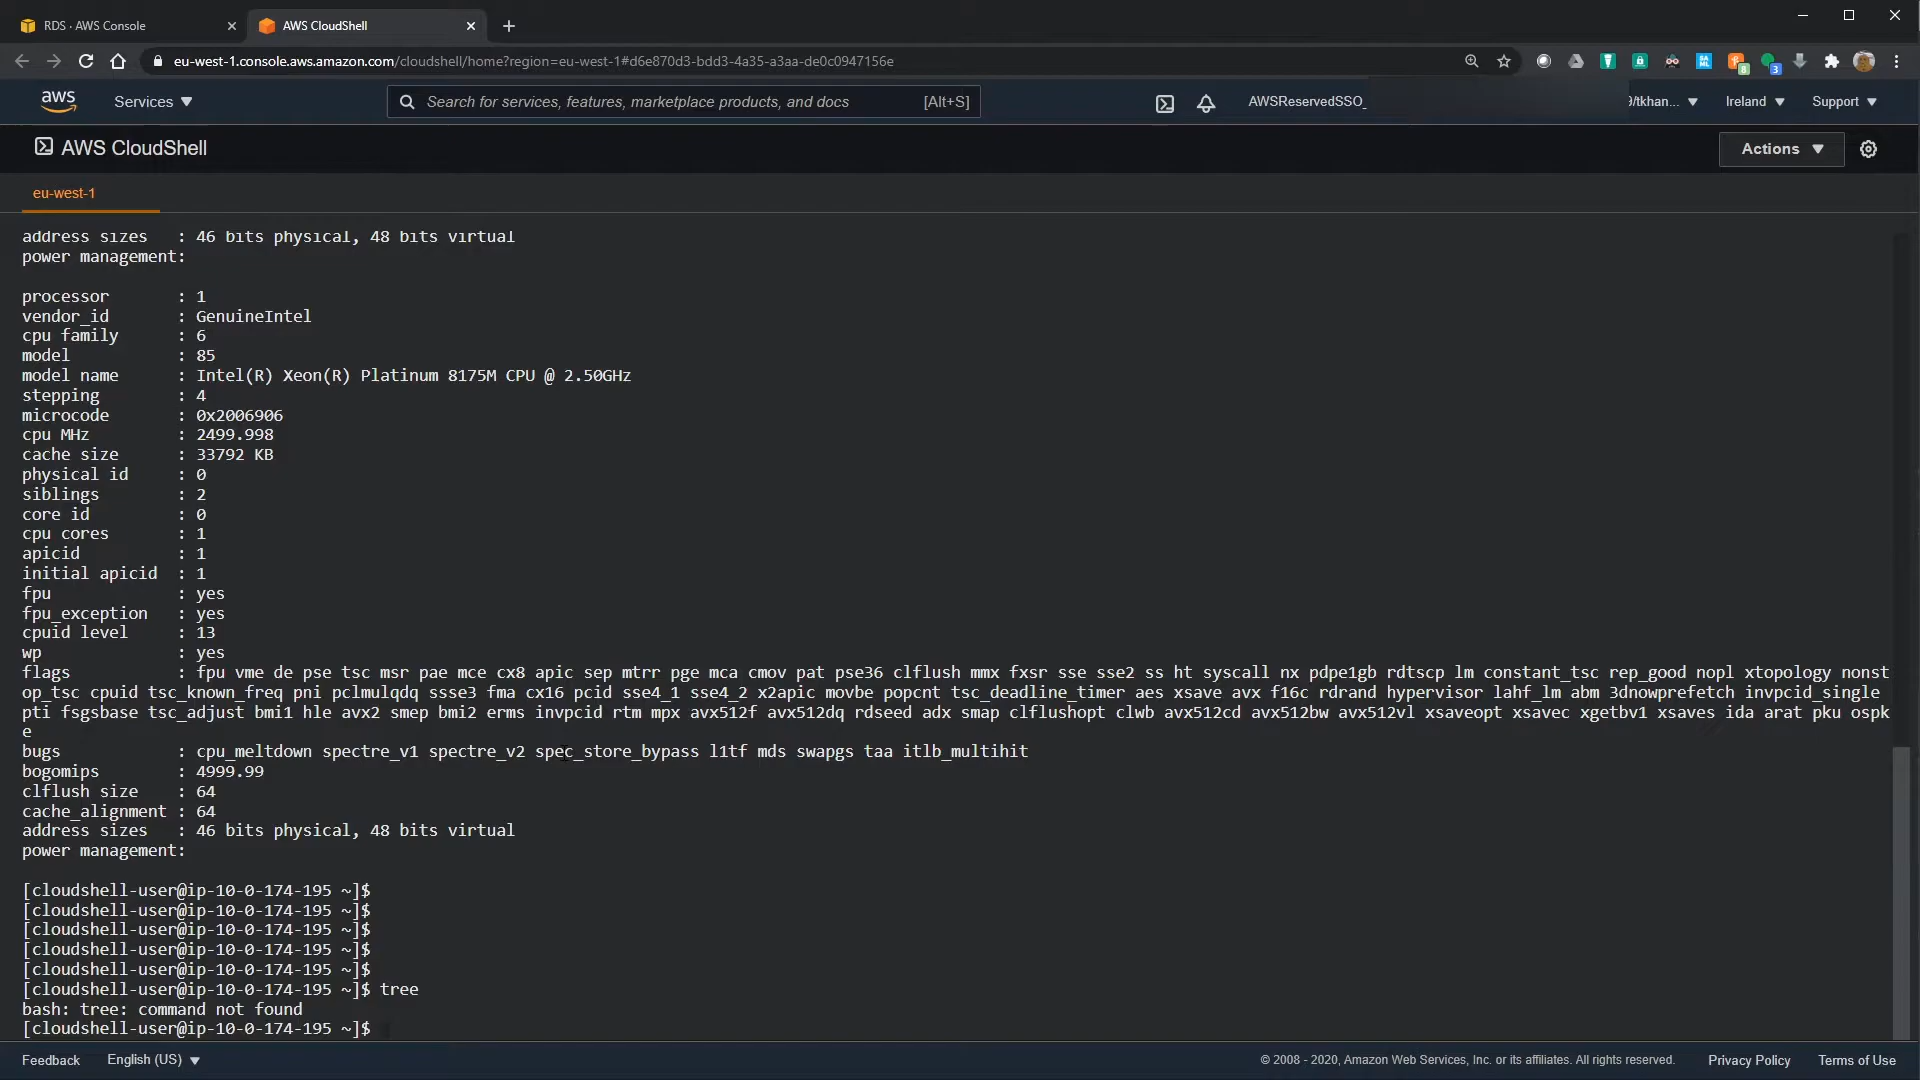 RDS · AWS Console
AWS CloudShell
eu-west-1.console.aws.amazon.com/cloudshell/home?region=eu-west-1#d6e870d3-bdd3-4a35-a3aa-de0c0947156e
8
3
aws
Services
Search for services, features, marketplace products, and docs [Alt+S]
AWSReservedSSO_
/tkhan...
Ireland
Support
AWS CloudShell
Actions
eu-west-1
address sizes : 46 bits physical, 48 bits virtual
power management:
processor : 1
vendor_id : GenuineIntel
cpu family : 6
model : 85
model name : Intel(R) Xeon(R) Platinum 8175M CPU @ 2.50GHz
stepping : 4
microcode : 0x2006906
cpu MHz : 2499.998
cache size : 33792 KB
physical id : 0
siblings : 2
core id : 0
cpu cores : 1
apicid : 1
initial apicid : 1
fpu : yes
fpu_exception : yes
cpuid level : 13
wp : yes
flags : fpu vme de pse tsc msr pae mce cx8 apic sep mtrr pge mca cmov pat pse36 clflush mmx fxsr sse sse2 ss ht syscall nx pdpe1gb rdtscp lm constant_tsc rep_good nopl xtopology nonst
op_tsc cpuid tsc_known_freq pni pclmulqdq ssse3 fma cx16 pcid sse4_1 sse4_2 x2apic movbe popcnt tsc_deadline_timer aes xsave avx f16c rdrand hypervisor lahf_lm abm 3dnowprefetch invpcid_single
pti fsgsbase tsc_adjust bmi1 hle avx2 smep bmi2 erms invpcid rtm mpx avx512f avx512dq rdseed adx smap clflushopt clwb avx512cd avx512bw avx512vl xsaveopt xsavec xgetbv1 xsaves ida arat pku ospk
e
bugs : cpu_meltdown spectre_v1 spectre_v2 spec_store_bypass l1tf mds swapgs taa itlb_multihit
bogomips : 4999.99
clflush size : 64
cache_alignment : 64
address sizes : 46 bits physical, 48 bits virtual
power management:
[cloudshell-user@ip-10-0-174-195 ~]$
[cloudshell-user@ip-10-0-174-195 ~]$
[cloudshell-user@ip-10-0-174-195 ~]$
[cloudshell-user@ip-10-0-174-195 ~]$
[cloudshell-user@ip-10-0-174-195 ~]$
[cloudshell-user@ip-10-0-174-195 ~]$ tree
bash: tree: command not found
[cloudshell-user@ip-10-0-174-195 ~]$
Feedback
English (US)
© 2008 - 2020, Amazon Web Services, Inc. or its affiliates. All rights reserved.
Privacy Policy
Terms of Use